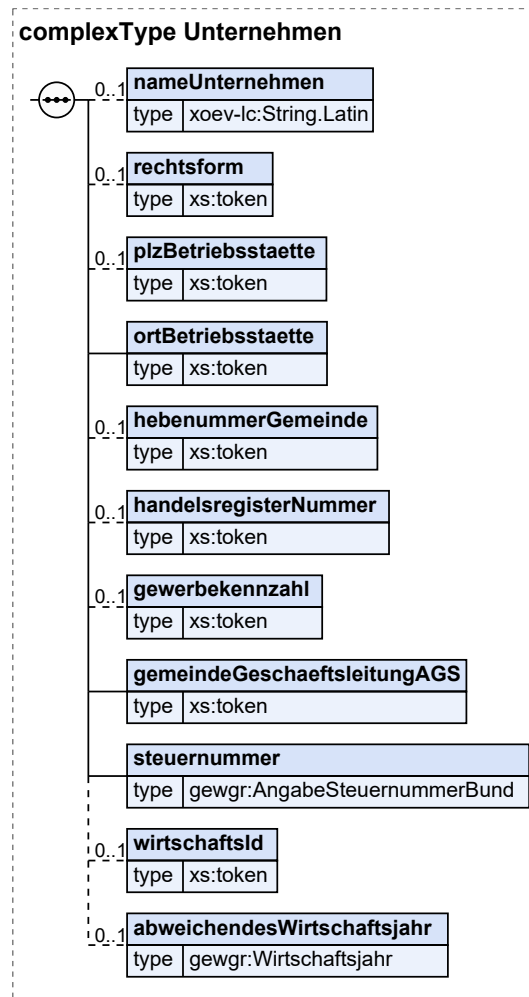 complexType Unternehmen
0..1 nameUnternehmen
type xoev-lc:String.Latin
0..1 rechtsform
type xs:token
0..1 plzBetriebsstaette
type xs:token
ortBetriebsstaette
type xs:token
0..1 hebenummerGemeinde
type xs:token
0..1 handelsregisterNummer
type xs:token
0..1 gewerbekennzahl
type xs:token
gemeindeGeschaeftsleitungAGS
type xs:token
steuernummer
type gewgr:AngabeSteuernummerBund
0..1 wirtschaftsId
type xs:token
0..1 abweichendesWirtschaftsjahr
type gewgr:Wirtschaftsjahr